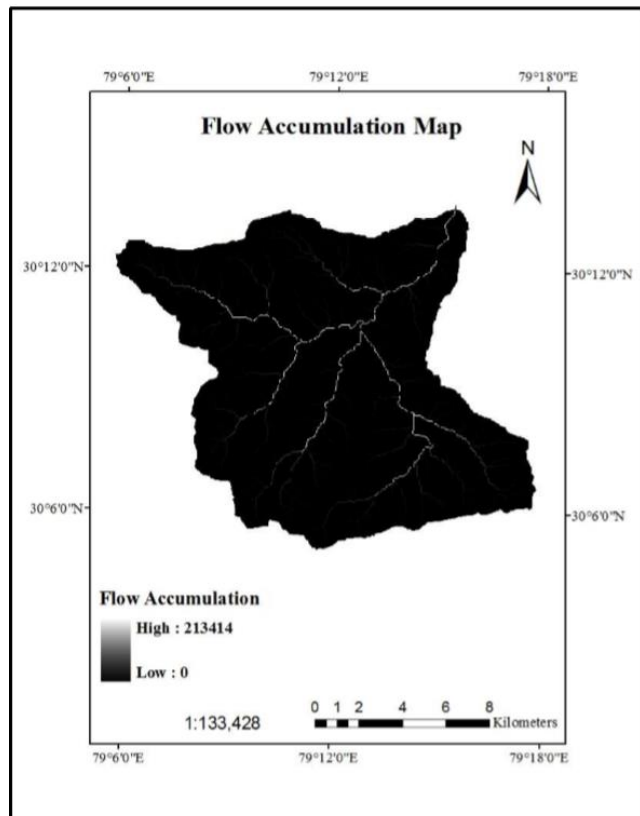 79°6'0"E 79°12'0"E 79°18'0"E
Flow Accumulation Map
N
30°12'0"N 30°12'0"N
30°6'0"N 30°6'0"N
Flow Accumulation
High : 213414
Low : 0
0 1 2 4 6 8
1:133,428 Kilometers
79°6'0"E 79°12'0"E 79°18'0"E